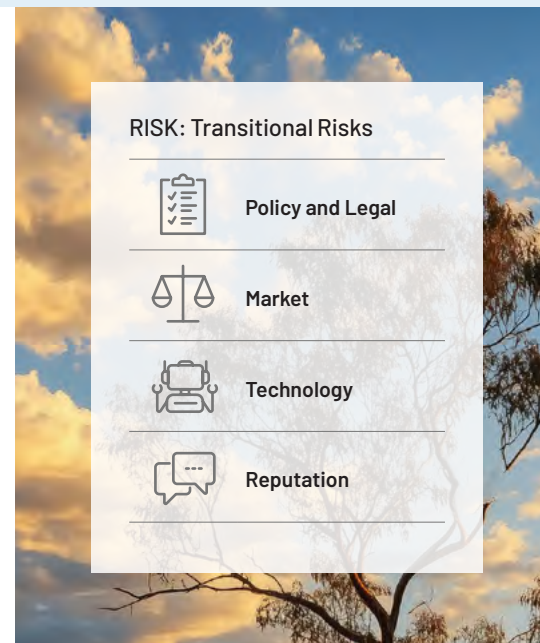 RISK: Transitional Risks
Policy and Legal
Market
Technology
Reputation